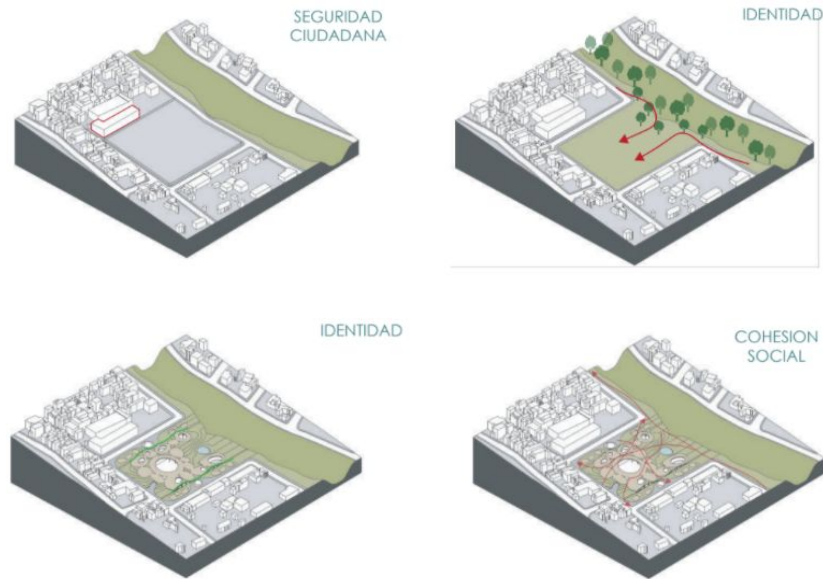 SEGURIDAD
CIUDADANA
IDENTIDAD
IDENTIDAD
COHESION
SOCIAL